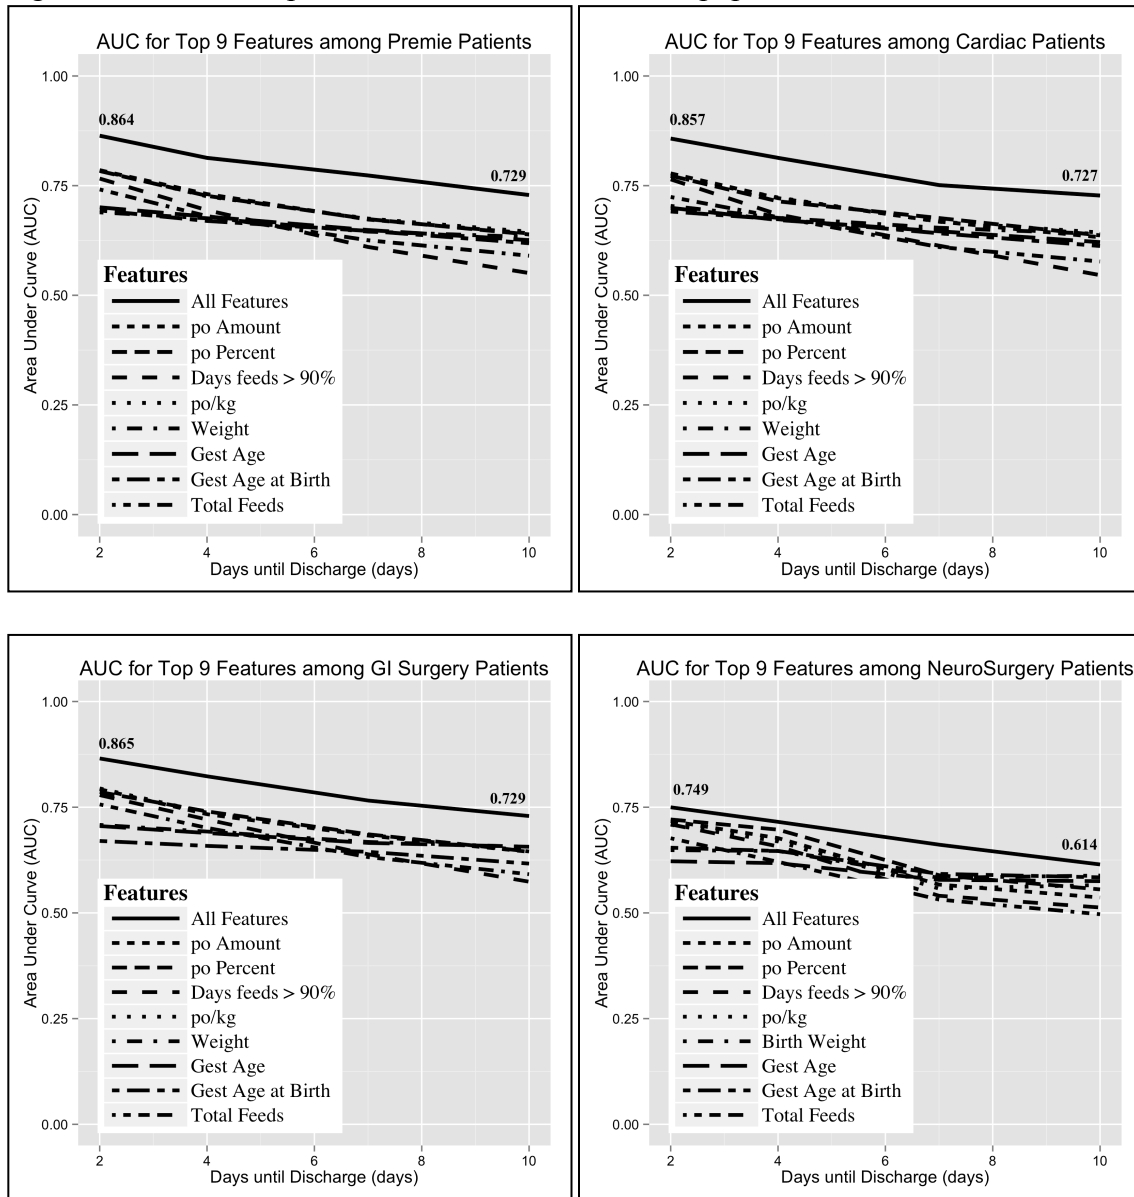 AUC for Top 9 Features among Premie Patients
1.00
0.864
0.75
0.729
Area Under Curve (AUC)
0.50
Features
All Features
po Amount
po Percent
Days feeds > 90%
0.25
po/kg
Weight
Gest Age
Gest Age at Birth
Total Feeds
0.00
2 4 6 8 10
Days until Discharge (days)
AUC for Top 9 Features among Cardiac Patients
1.00
0.857
0.75
0.727
Area Under Curve (AUC)
0.50
Features
All Features
po Amount
po Percent
Days feeds > 90%
0.25
po/kg
Weight
Gest Age
Gest Age at Birth
Total Feeds
0.00
2 4 6 8 10
Days until Discharge (days)
AUC for Top 9 Features among GI Surgery Patients
1.00
0.865
0.75
0.729
Area Under Curve (AUC)
0.50
Features
All Features
po Amount
po Percent
Days feeds > 90%
0.25
po/kg
Weight
Gest Age
Gest Age at Birth
Total Feeds
0.00
2 4 6 8 10
Days until Discharge (days)
AUC for Top 9 Features among NeuroSurgery Patients
1.00
0.749
0.75
0.614
Area Under Curve (AUC)
0.50
Features
All Features
po Amount
po Percent
Days feeds > 90%
0.25
po/kg
Birth Weight
Gest Age
Gest Age at Birth
Total Feeds
0.00
2 4 6 8 10
Days until Discharge (days)